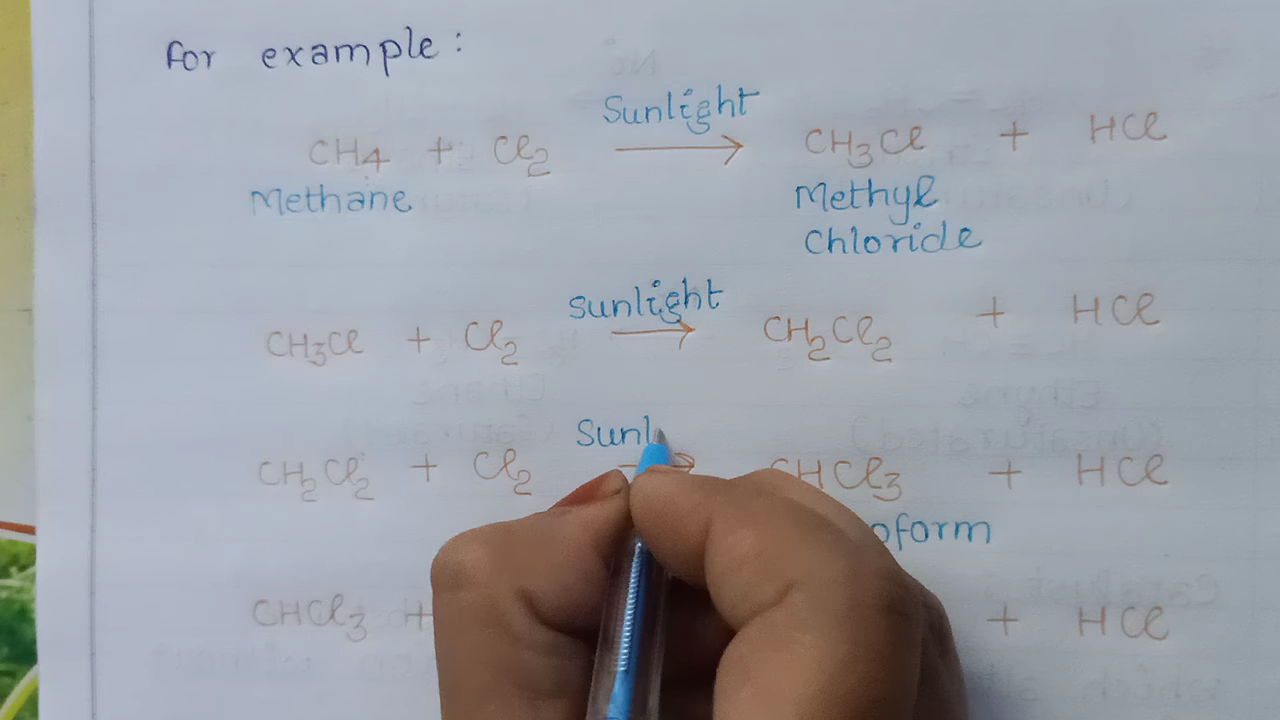 For example:
Sunlight
CH4 + Cl2 → CH3Cl + HCl
Methane Methyl
Chloride
Sunlight
CH3Cl + Cl2 → CH2Cl2 + HCl
Sunl
CH2Cl2 + Cl2 → CHCl3 + HCl
oform
CHCl3 + + HCl